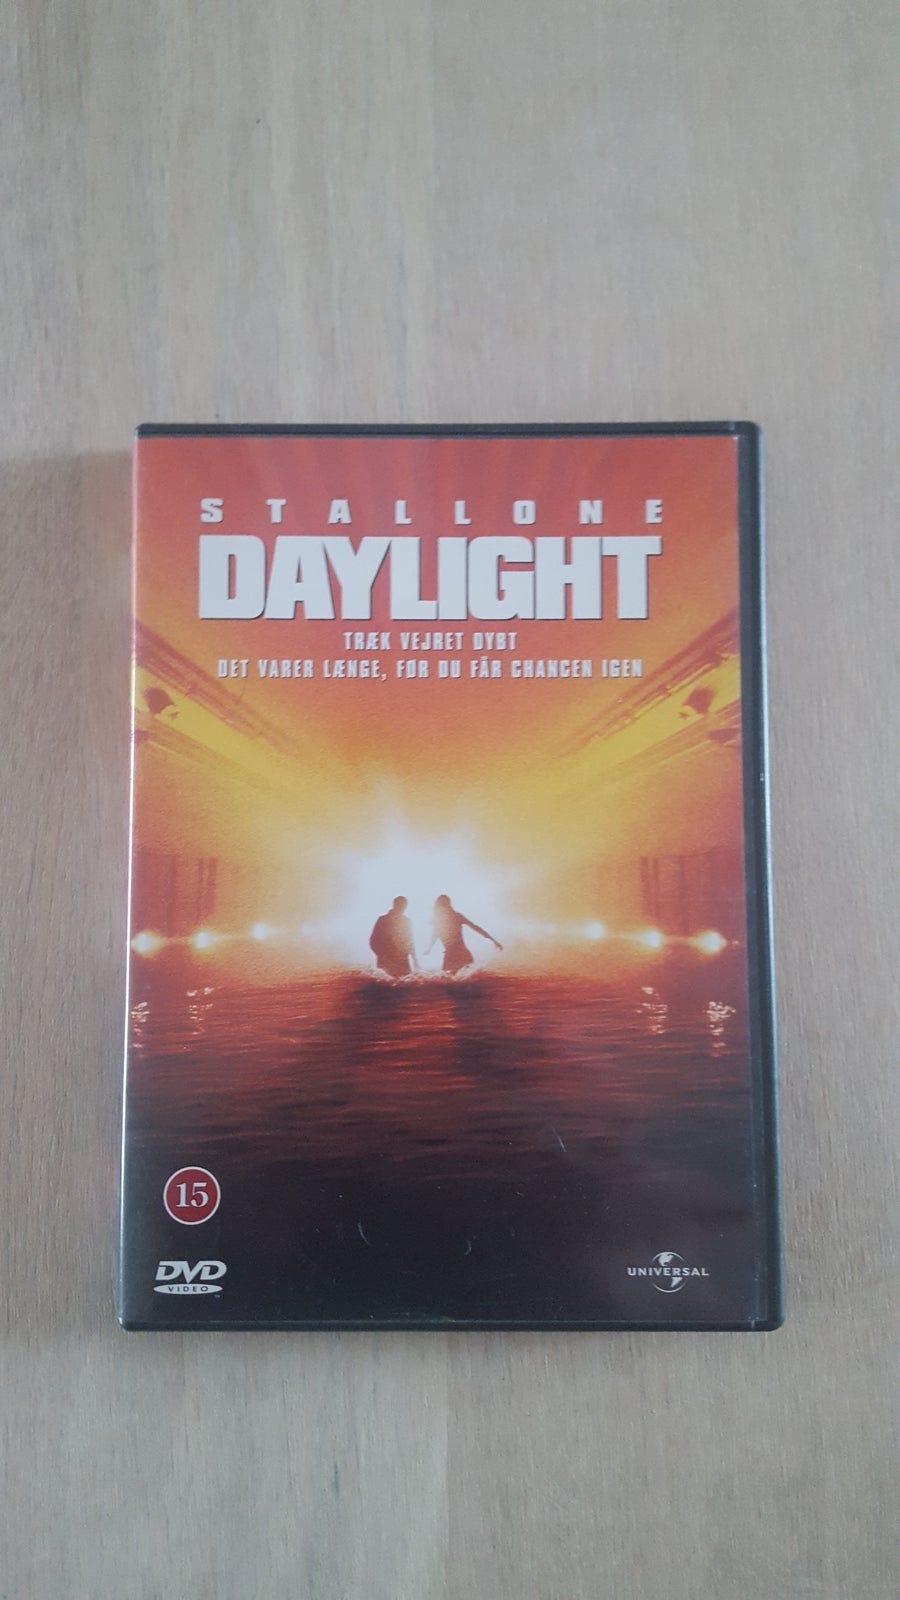 STALLONE
DAYLIGHT
TRÆK VEJRET DYBT
DET VARER LÆNGE, FØR DU FÅR CHANCEN IGEN
15
DVD
VIDEO
UNIVERSAL